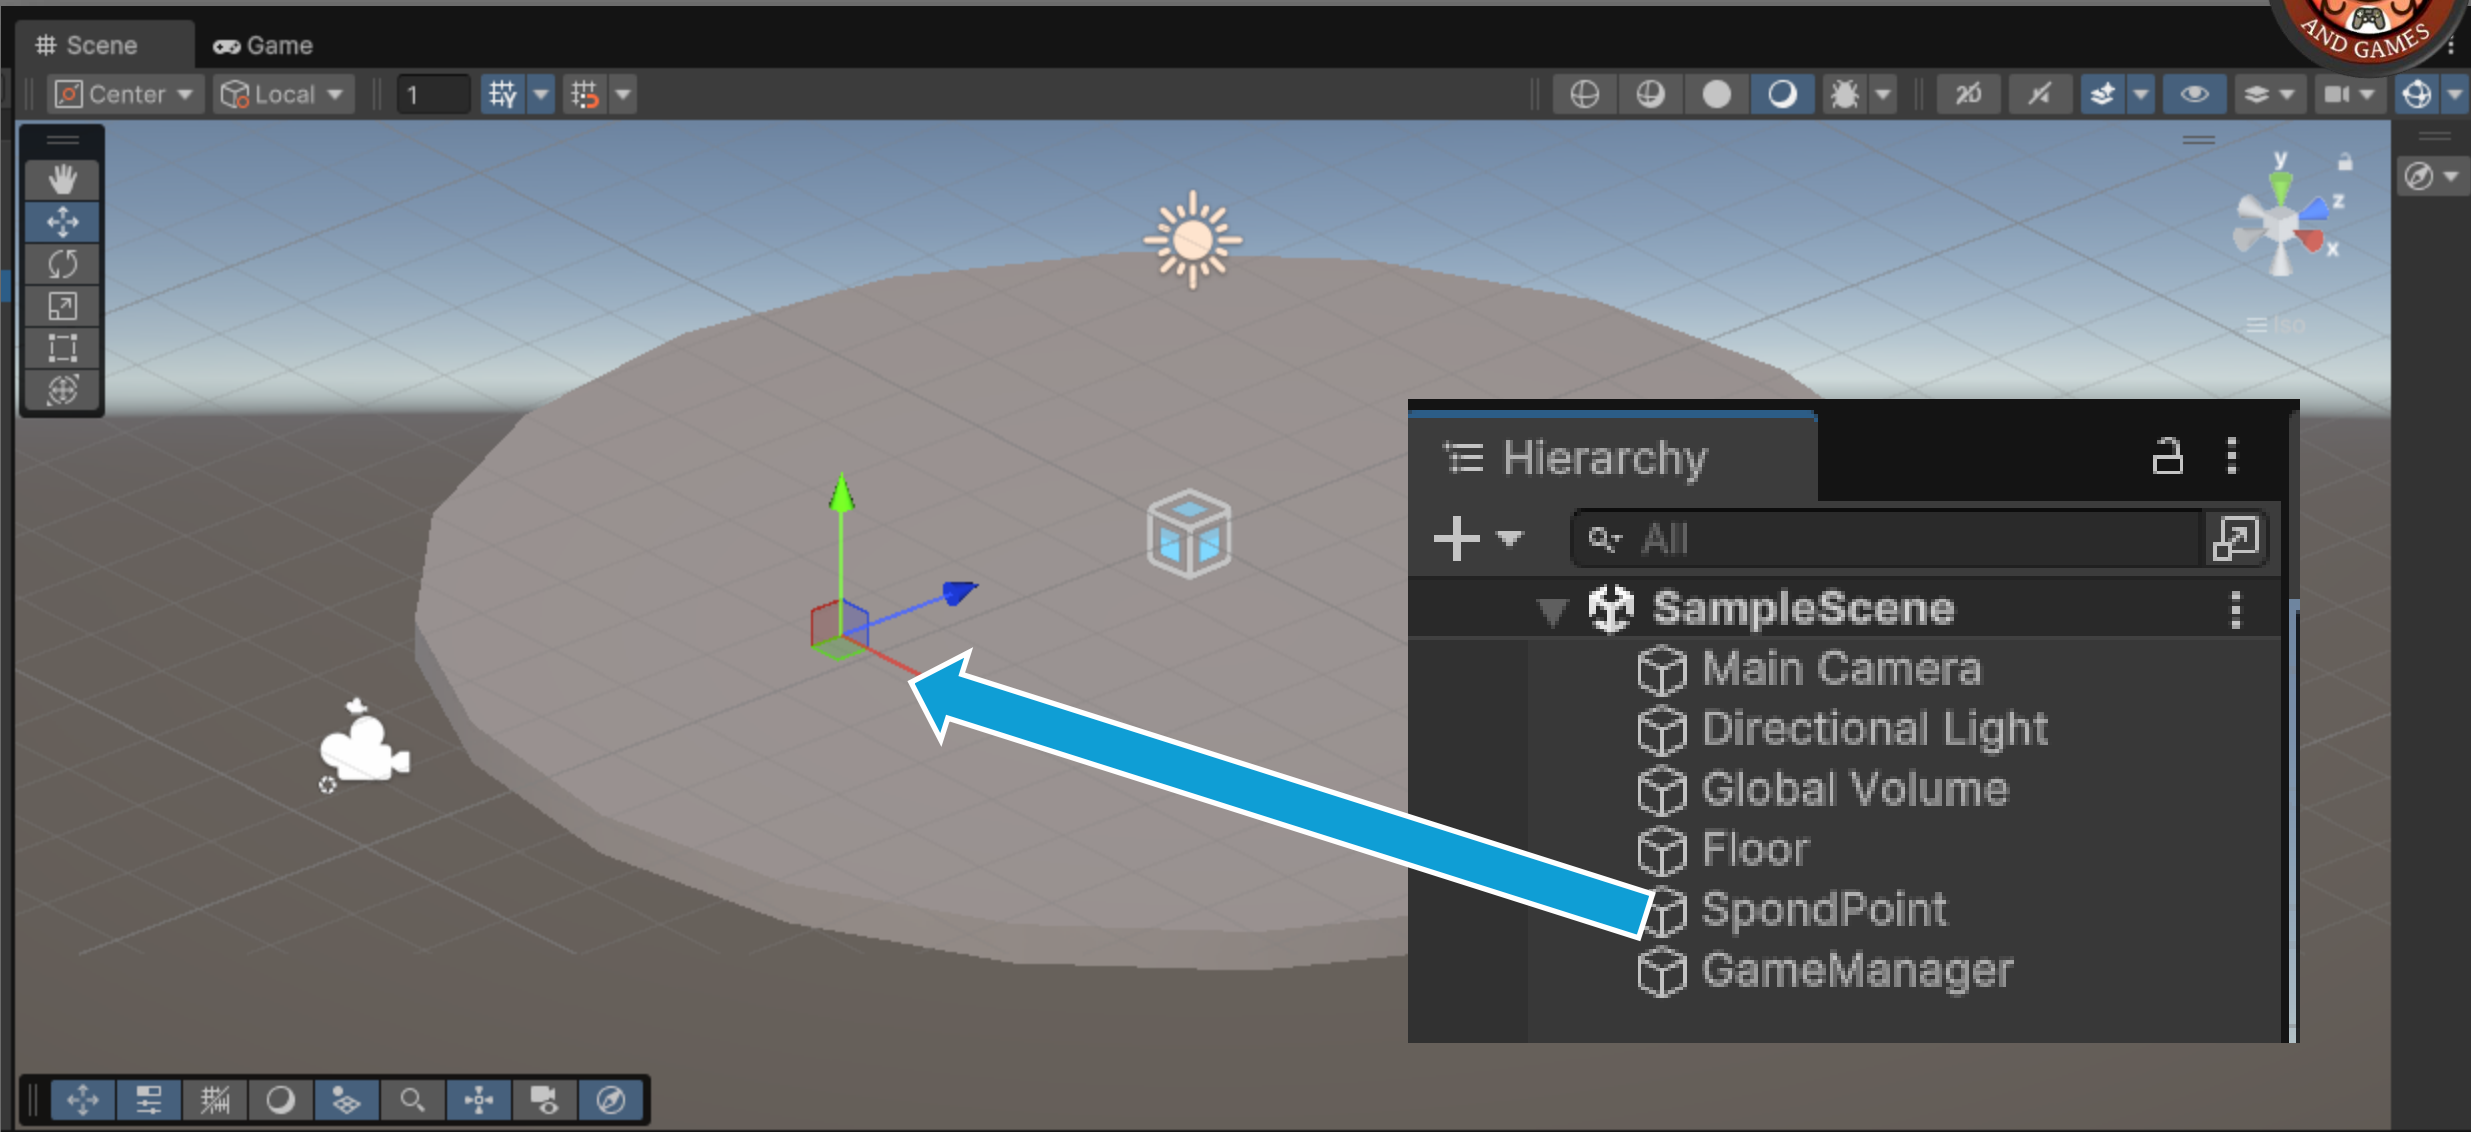 Scene
Game
AND GAMES
Center
Local
1
2D
y
z
x
Iso
Hierarchy
All
SampleScene
Main Camera
Directional Light
Global Volume
Floor
SpondPoint
GameManager